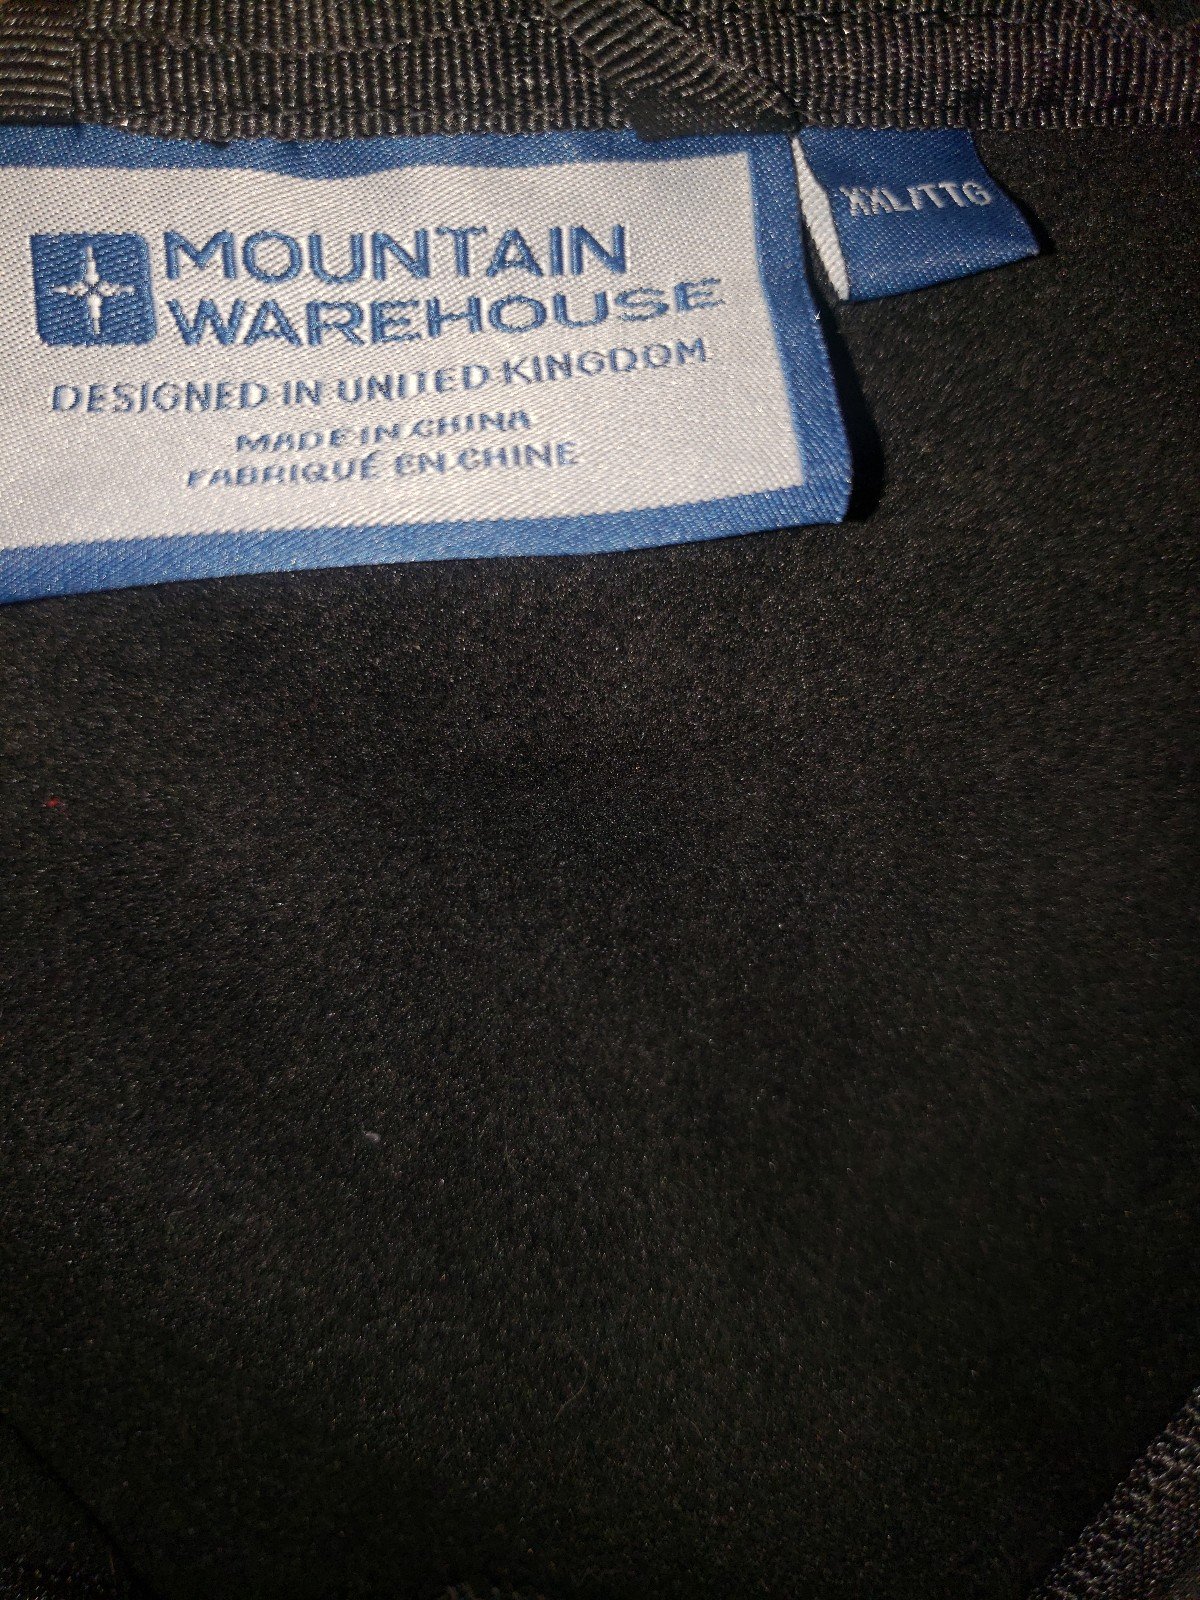 MOUNTAIN
WAREHOUSE
DESIGNED IN UNITED KINGDOM
MADE IN CHINA
FABRIQUÉ EN CHINE
XXL/TTG